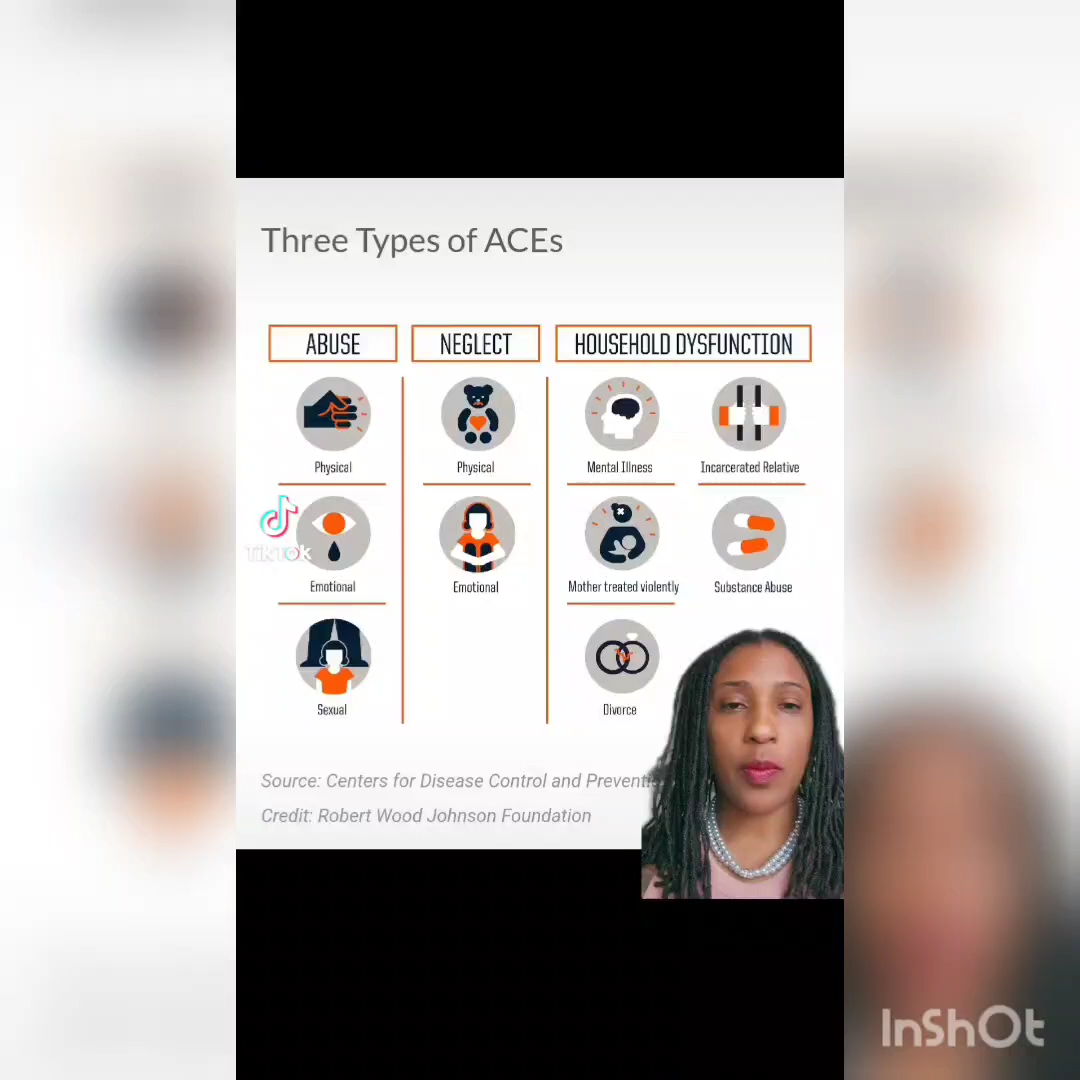 Three Types of ACEs
ABUSE
NEGLECT
HOUSEHOLD DYSFUNCTION
Physical
Physical
Mental Illness
Incarcerated Relative
TikTok
Emotional
Emotional
Mother treated violently
Substance Abuse
Sexual
Divorce
Source: Centers for Disease Control and Preventi
Credit: Robert Wood Johnson Foundation
InShOt